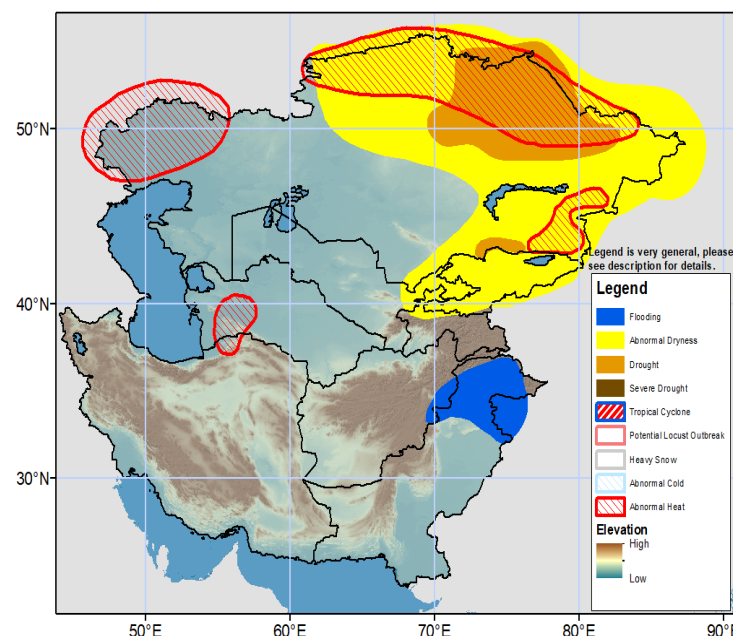 50°N
40°N
30°N
50°E
60°E
70°E
80°E
90°E
Legend is very general, please
see description for details.
Legend
Flooding
Abnormal Dryness
Drought
Severe Drought
Tropical Cyclone
Potential Locust Outbreak
Heavy Snow
Abnormal Cold
Abnormal Heat
Elevation
High
Low